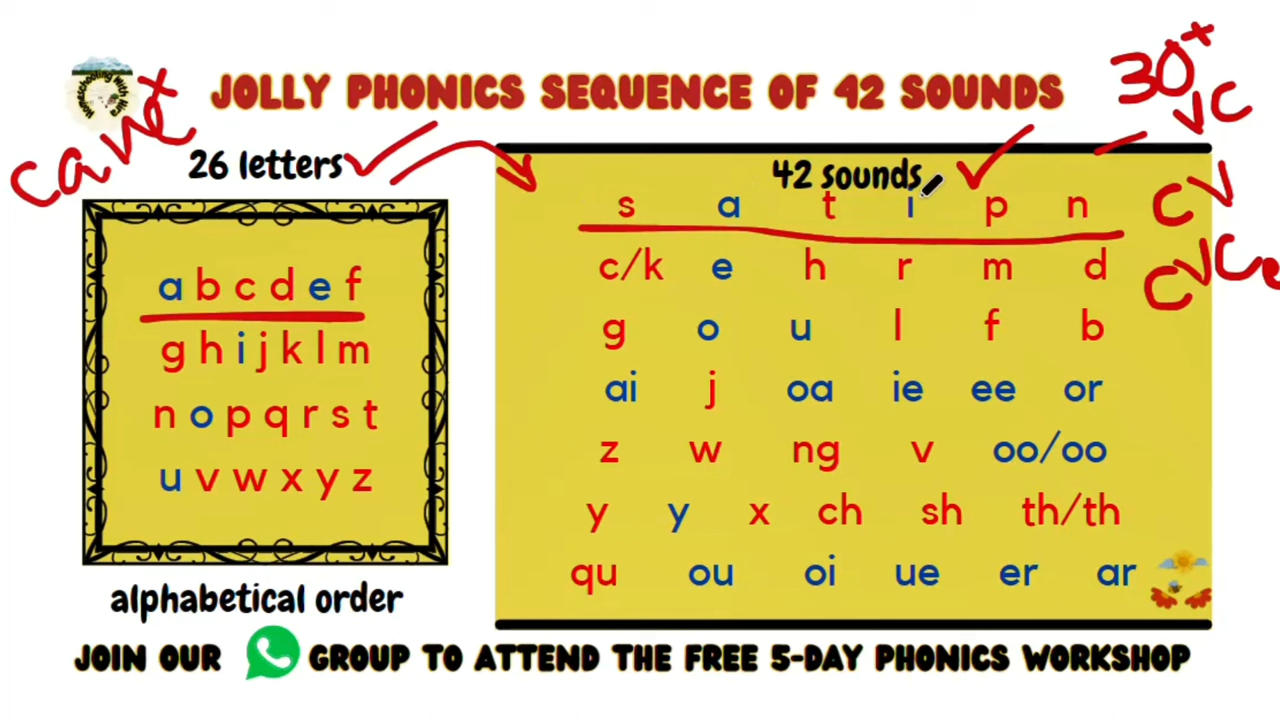 JOLLY PHONICS SEQUENCE OF 42 SOUNDS
30+
VC
CV
CVCe
26 letters
42 sounds
a b c d e f
g h i j k l m
n o p q r s t
u v w x y z
alphabetical order
s a t i p n
c/k e h r m d
g o u l f b
ai j oa ie ee or
z w ng v oo/oo
y y x ch sh th/th
qu ou oi ue er ar
JOIN OUR GROUP TO ATTEND THE FREE 5-DAY PHONICS WORKSHOP